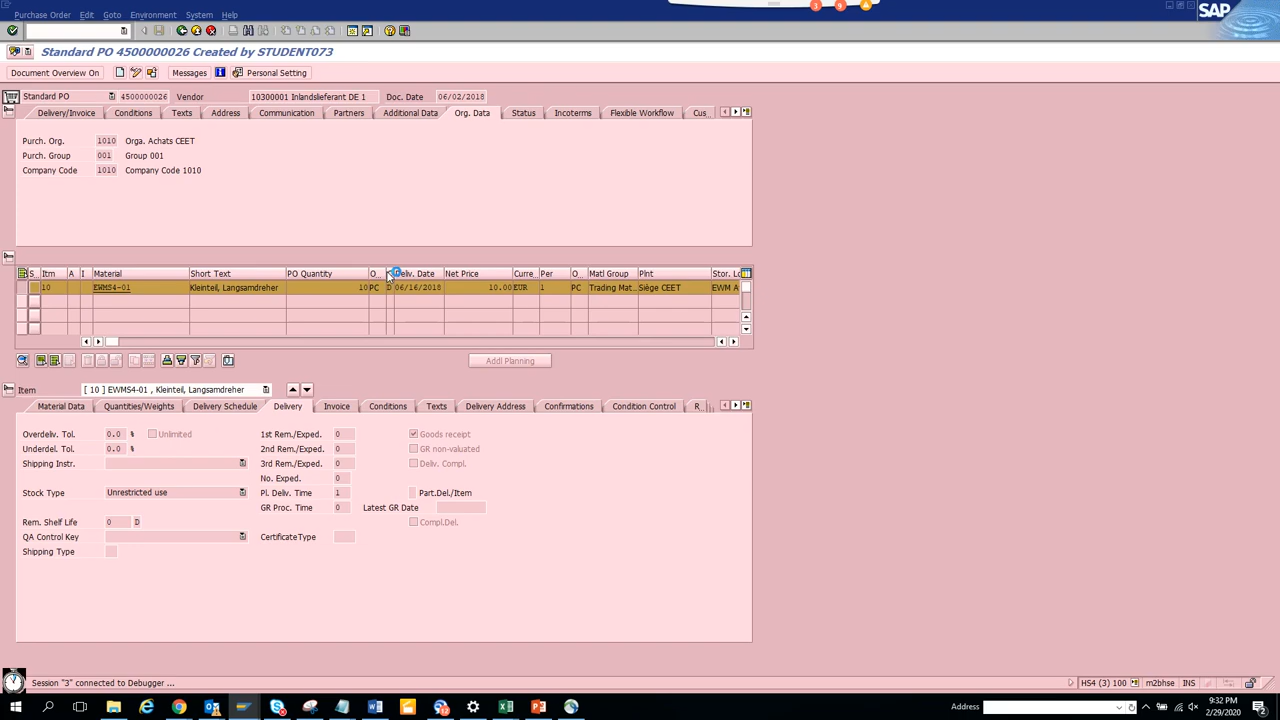 Purchase Order Edit Goto Environment System Help
3 9
SAP
Standard PO 4500000026 Created by STUDENT073
Document Overview On Messages Personal Setting
Standard PO 4500000026 Vendor 10300001 Inlandslieferant DE 1 Doc. Date 06/02/2018
Delivery/Invoice Conditions Texts Address Communication Partners Additional Data Org. Data Status Incoterms Flexible Workflow Cus...
Purch. Org. 1010 Orga. Achats CEET
Purch. Group 001 Group 001
Company Code 1010 Company Code 1010
S... Itm A I Material Short Text PO Quantity O... Deliv. Date Net Price Curre... Per O... Matl Group Plnt Stor. Lo
10 EWMS4-01 Kleinteil, Langsamdreher 10 PC D 06/16/2018 10.00 EUR 1 PC Trading Mat... Siège CEET EWM A
Addl Planning
Item [ 10 ] EWMS4-01 , Kleinteil, Langsamdreher
Material Data Quantities/Weights Delivery Schedule Delivery Invoice Conditions Texts Delivery Address Confirmations Condition Control R...
Overdeliv. Tol. 0.0 % Unlimited 1st Rem./Exped. 0 Goods receipt
Underdel. Tol. 0.0 % 2nd Rem./Exped. 0 GR non-valuated
Shipping Instr. 3rd Rem./Exped. 0 Deliv. Compl.
No. Exped. 0
Stock Type Unrestricted use Pl. Deliv. Time 1 Part.Del./Item
GR Proc. Time 0 Latest GR Date
Rem. Shelf Life 0 D Compl.Del.
QA Control Key CertificateType
Shipping Type
Session "3" connected to Debugger ... HS4 (3) 100 m2bhse INS
Address 9:32 PM
2/29/2020